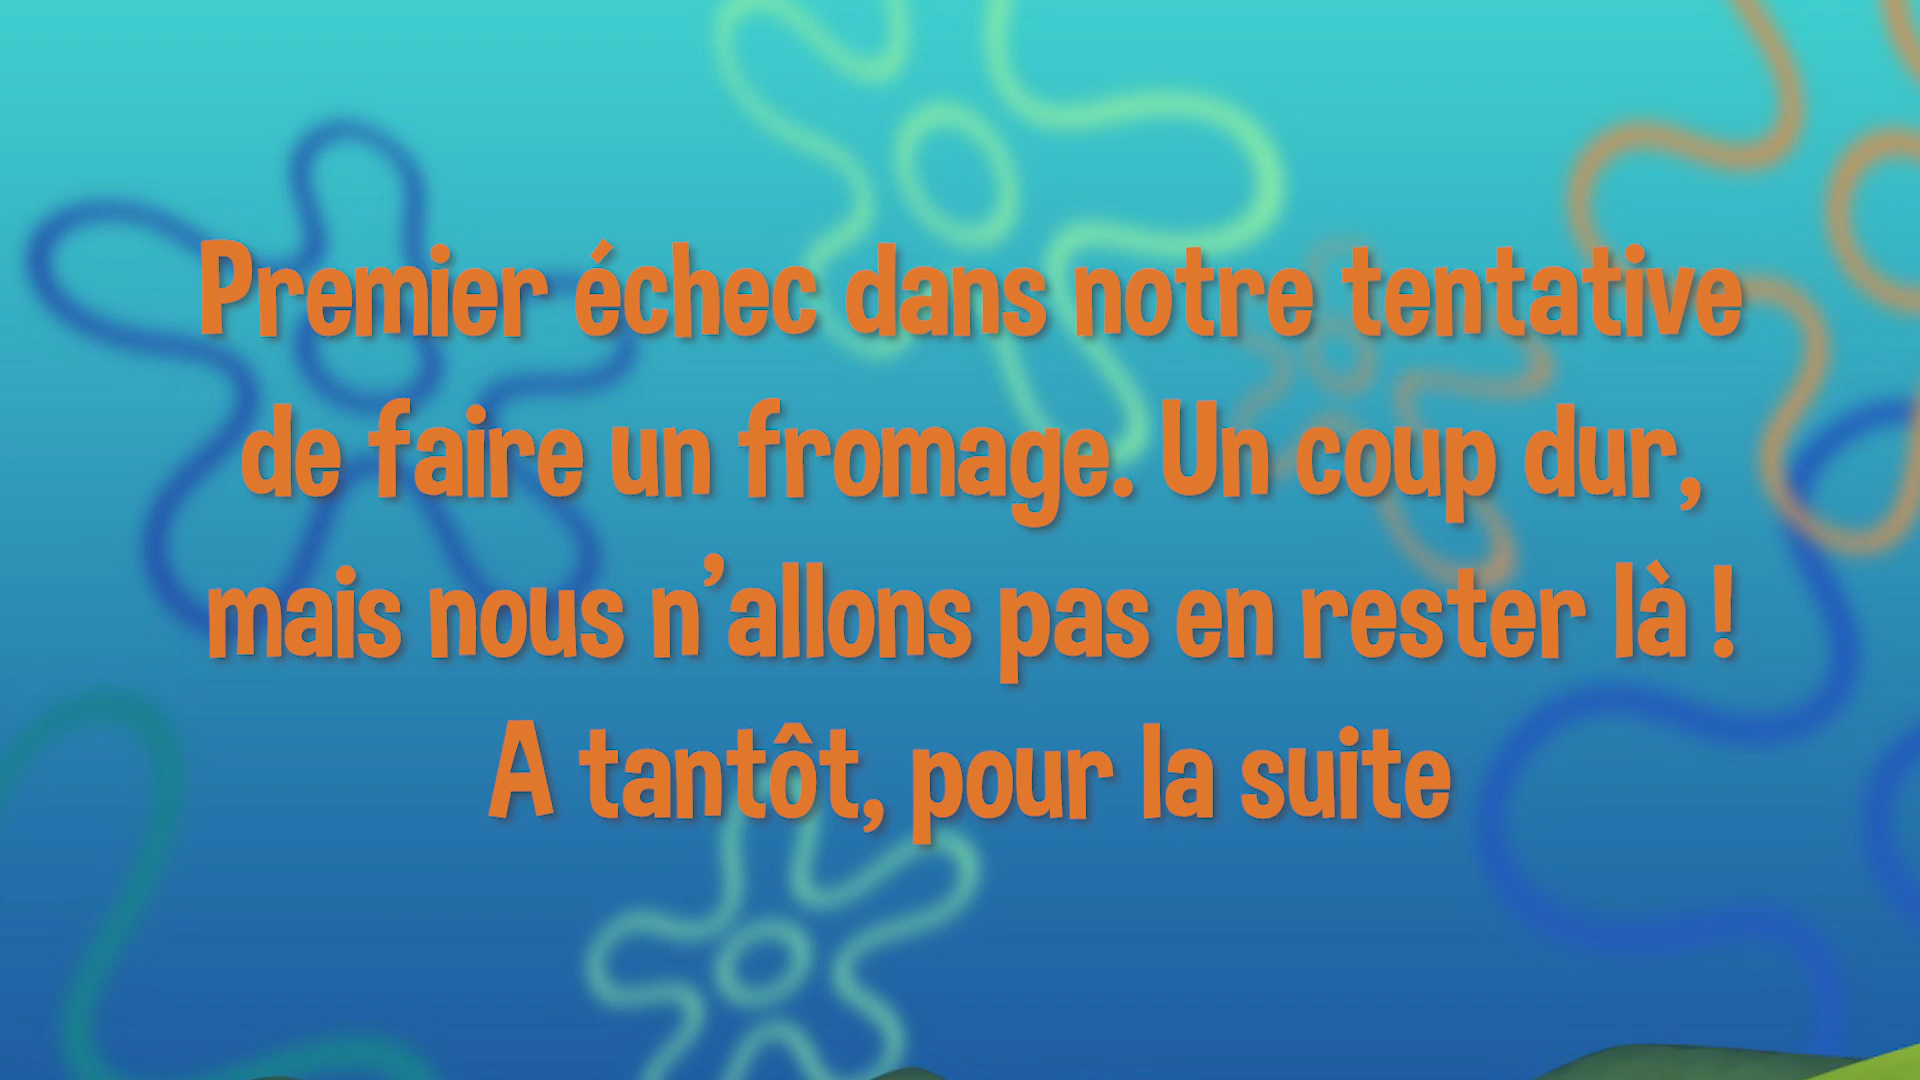 Premier échec dans notre tentative
de faire un fromage. Un coup dur,
mais nous n’allons pas en rester là !
A tantôt, pour la suite